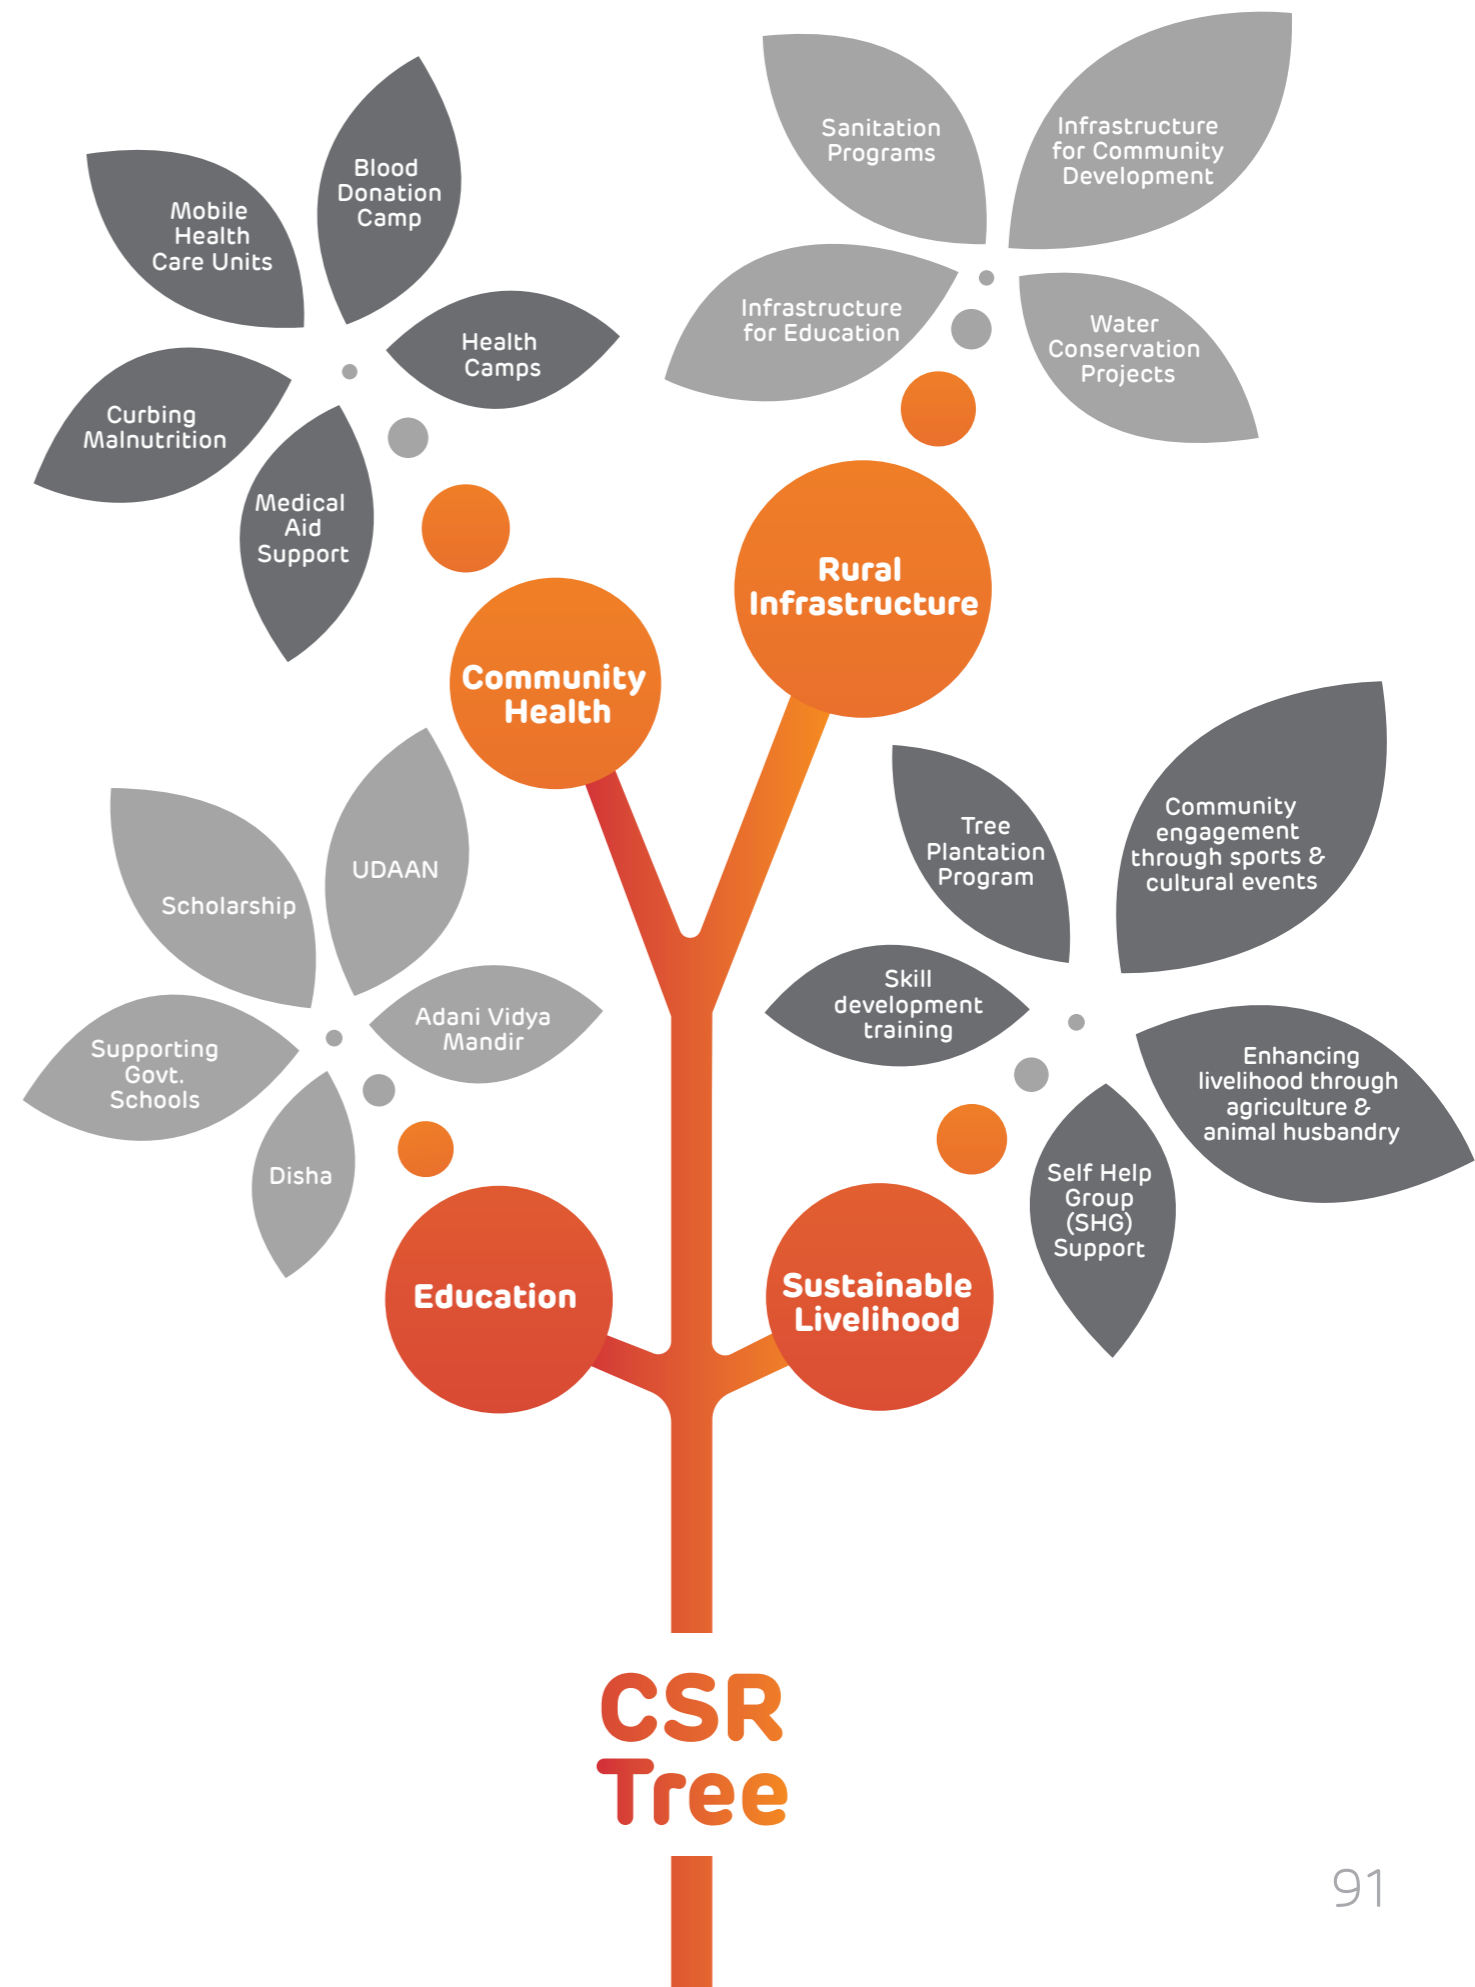 Blood
Donation
Camp
Mobile
Health
Care Units
Health
Camps
Curbing
Malnutrition
Medical
Aid
Support
Community
Health
Sanitation
Programs
Infrastructure
for Community
Development
Infrastructure
for Education
Water
Conservation
Projects
Rural
Infrastructure
UDAAN
Scholarship
Adani Vidya
Mandir
Supporting
Govt.
Schools
Disha
Education
Tree
Plantation
Program
Community
engagement
through sports &
cultural events
Skill
development
training
Enhancing
livelihood through
agriculture &
animal husbandry
Self Help
Group
(SHG)
Support
Sustainable
Livelihood
CSR
Tree
91